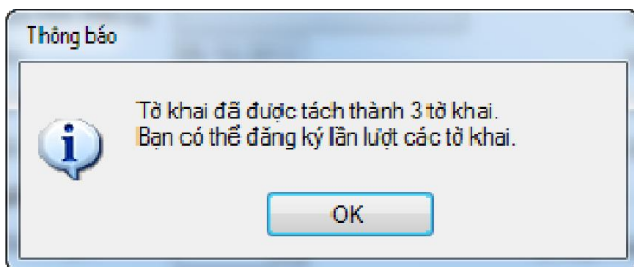 Thông báo
Tờ khai đã được tách thành 3 tờ khai.
Bạn có thể đăng ký lần lượt các tờ khai.
OK